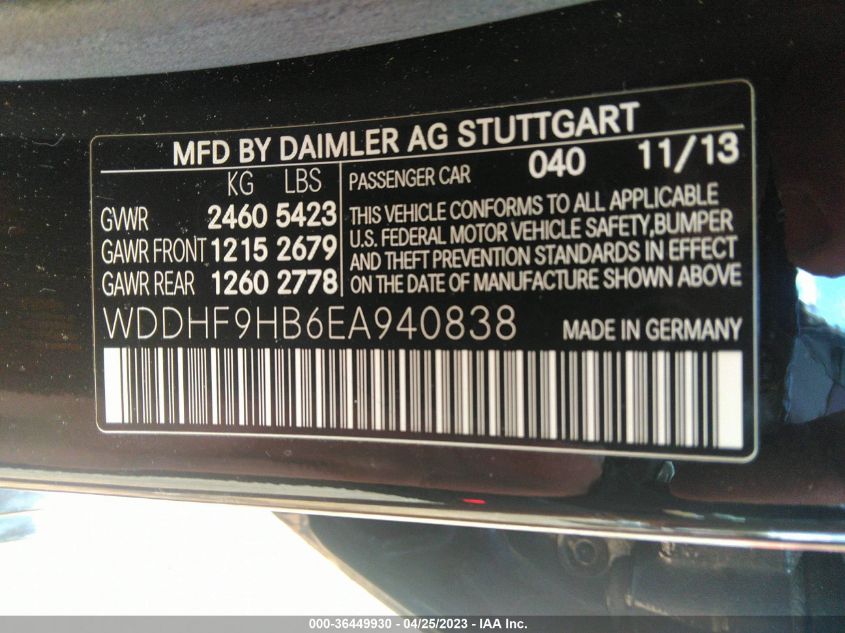 MFD BY DAIMLER AG STUTTGART
KG LBS
GVWR 2460 5423
GAWR FRONT 1215 2679
GAWR REAR 1260 2778
PASSENGER CAR 040 11/13
THIS VEHICLE CONFORMS TO ALL APPLICABLE
U.S. FEDERAL MOTOR VEHICLE SAFETY,BUMPER
AND THEFT PREVENTION STANDARDS IN EFFECT
ON THE DATE OF MANUFACTURE SHOWN ABOVE
WDDHF9HB6EA940838 MADE IN GERMANY
000-36449930 - 04/25/2023 - IAA Inc.